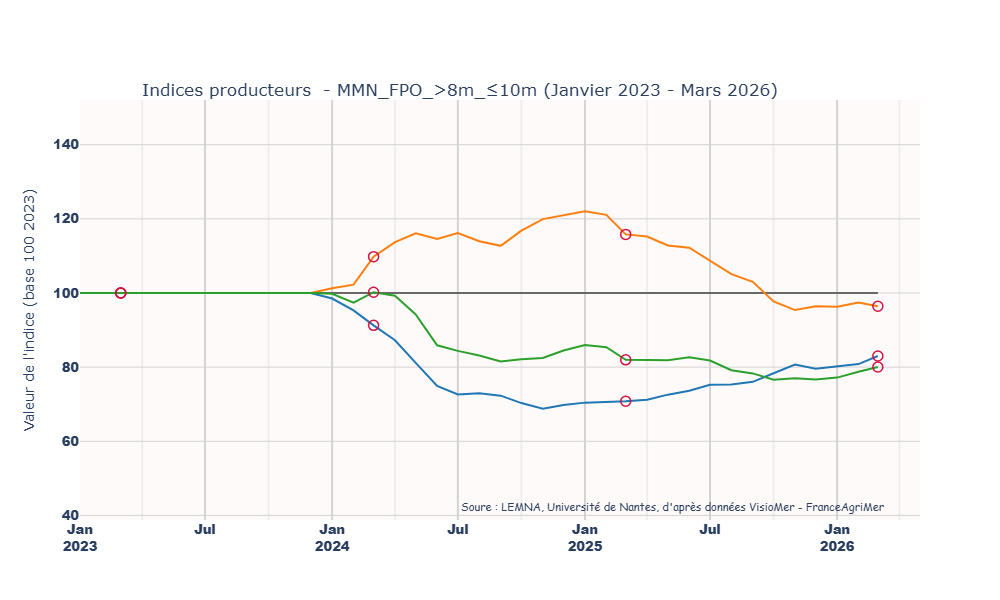 Indices producteurs - MMN_FPO_>8m_≤10m (Janvier 2023 - Mars 2026)
Valeur de l'indice (base 100 2023)
140
120
100
80
60
40
Jan Jul Jan Jul Jan Jul Jan
2023 2024 2025 2026
Soure : LEMNA, Université de Nantes, d'après données VisioMer - FranceAgriMer